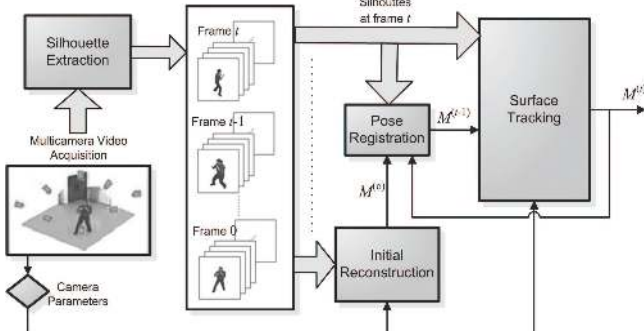 Silhouttes
at frame t
Silhouette
Extraction
Frame t
Frame t-1
Frame 0
Multicamera Video
Acquisition
Camera
Parameters
Pose
Registration
M(t-1)
Surface
Tracking
M(t)
M(0)
Initial
Reconstruction